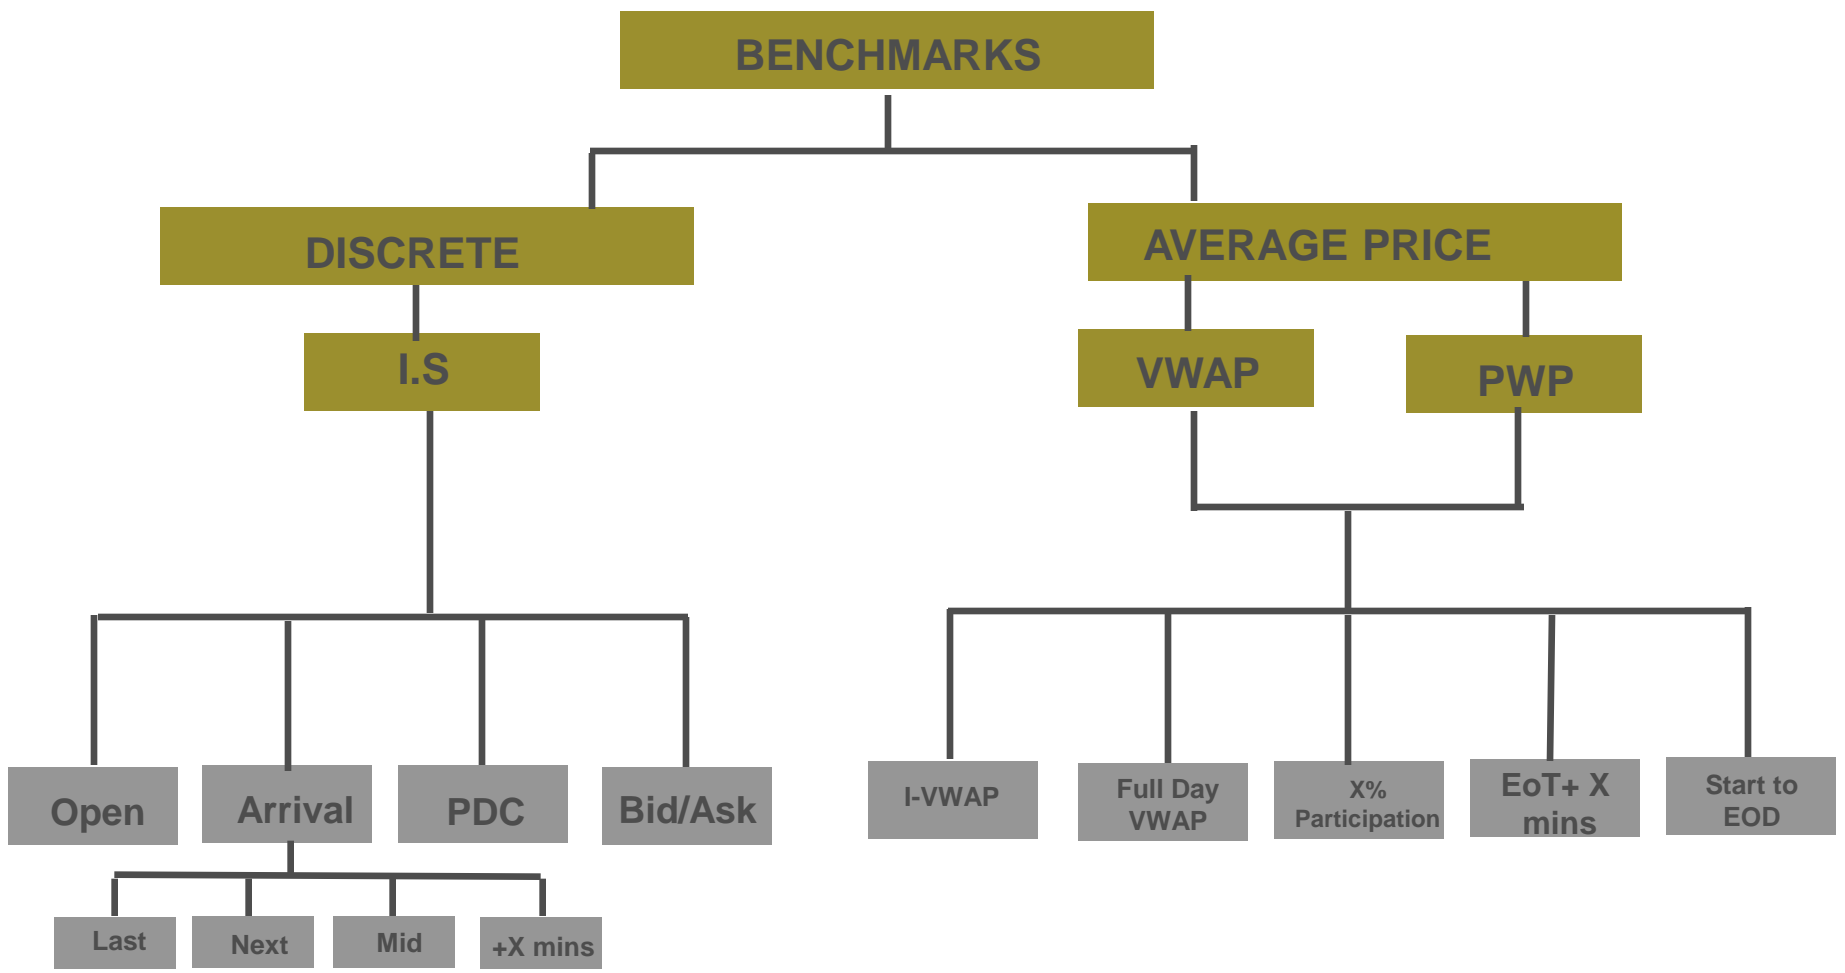 BENCHMARKS
DISCRETE
AVERAGE PRICE
I.S
VWAP
PWP
Open
Arrival
PDC
Bid/Ask
I-VWAP
Full Day
VWAP
X%
Participation
EoT+ X
mins
Start to
EOD
Last
Next
Mid
+X mins